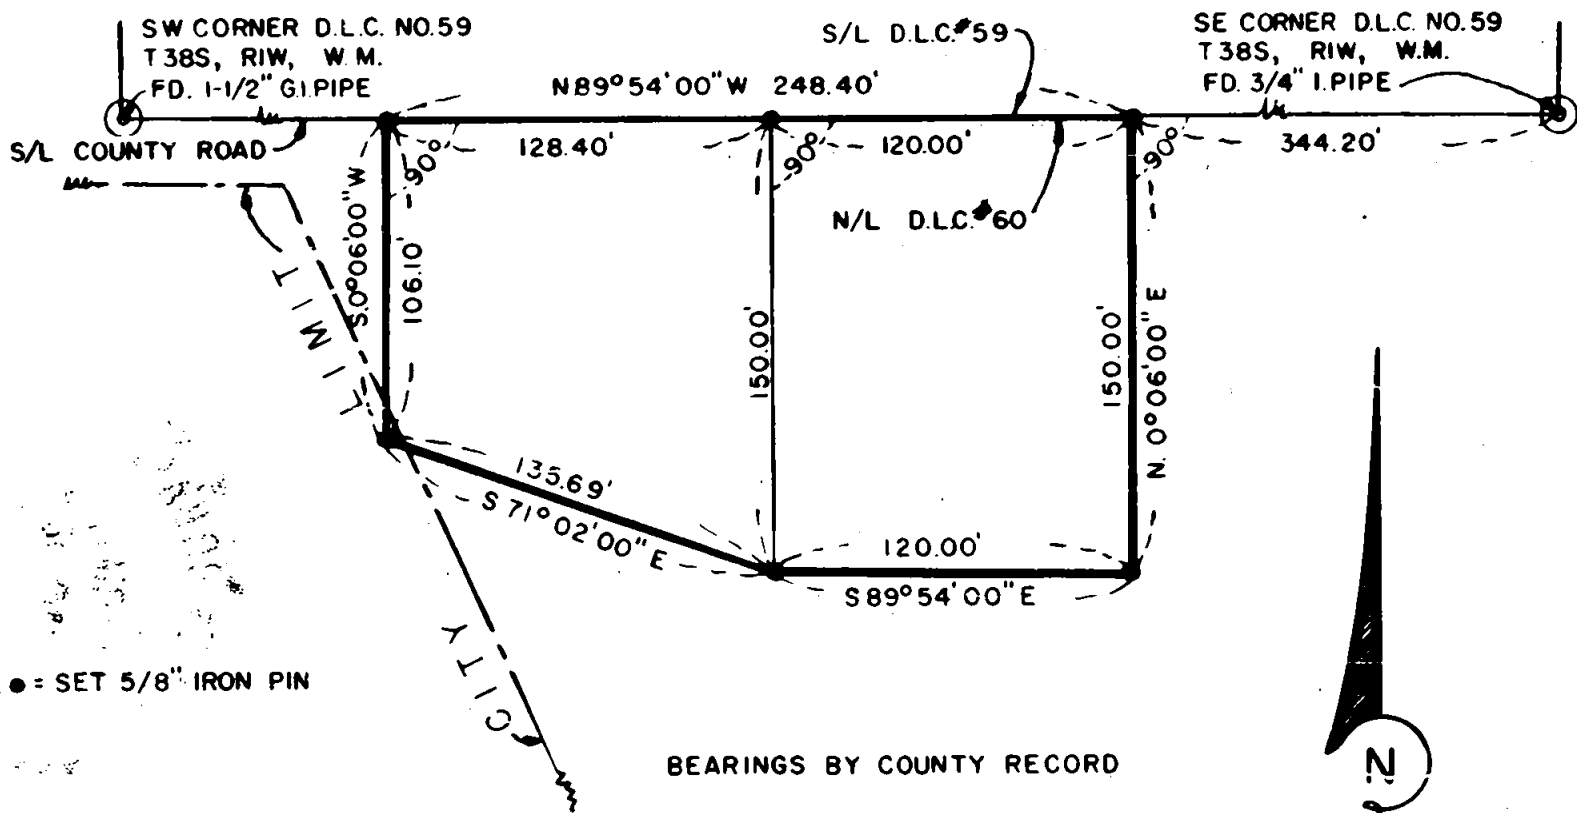 SW CORNER D.L.C. NO.59
T38S, R1W, W.M.
FD. 1-1/2" G.I.PIPE
S/L D.L.C.#59
SE CORNER D.L.C. NO.59
T38S, R1W, W.M.
FD. 3/4" I.PIPE
N89°54'00"W 248.40'
S/L COUNTY ROAD
90°
128.40'
90°
120.00'
90°
344.20'
N/L D.L.C.#60
S.0°06'00"W
106.10'
150.00'
150.00'
N. 0°06'00" E
135.69'
S 71°02'00" E
120.00'
S89°54'00"E
CITY LIMIT
●= SET 5/8" IRON PIN
BEARINGS BY COUNTY RECORD
N